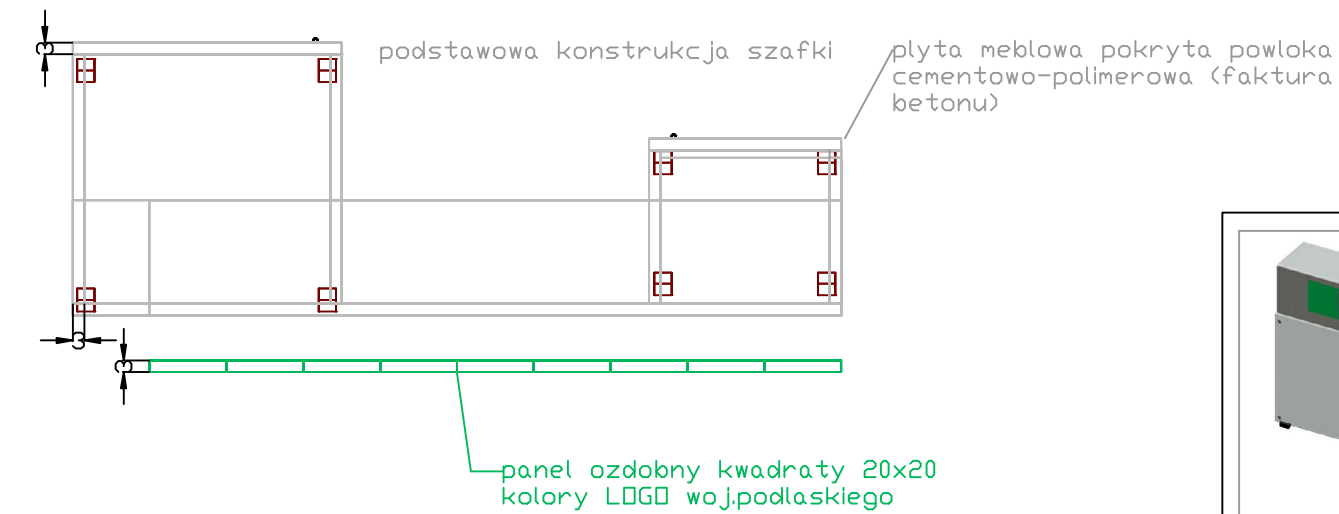 3
podstawowa konstrukcja szafki
plyta meblowa pokryta powloka
cementowo-polimerowa (faktura
betonu)
3
3
panel ozdobny kwadraty 20x20
kolory LOGO woj.podlaskiego